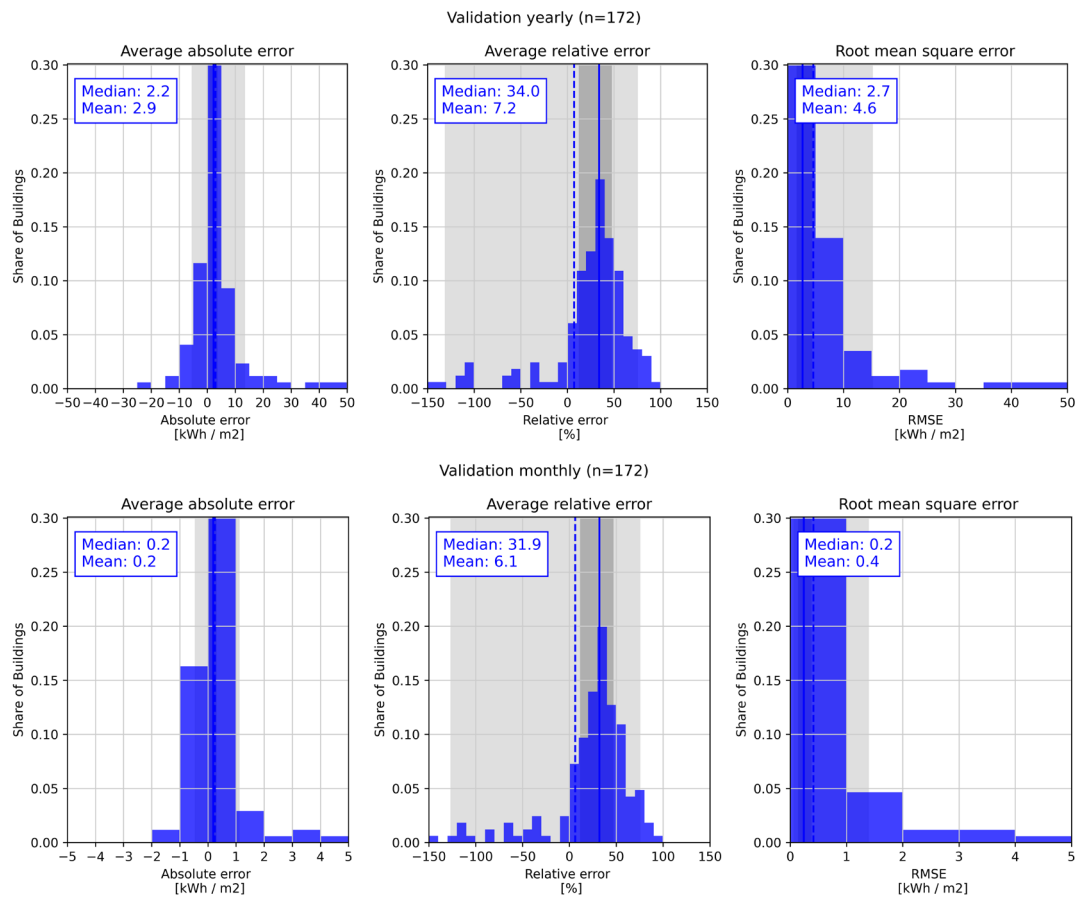 Validation yearly (n=172)
Average absolute error
Average relative error
Root mean square error
Median: 2.2
Mean: 2.9
Median: 34.0
Mean: 7.2
Median: 2.7
Mean: 4.6
0.30
0.25
0.20
0.15
0.10
0.05
0.00
Share of Buildings
−50 −40 −30 −20 −10 0 10 20 30 40 50
Absolute error
[kWh / m2]
0.30
0.25
0.20
0.15
0.10
0.05
0.00
Share of Buildings
−150 −100 −50 0 50 100 150
Relative error
[%]
0.30
0.25
0.20
0.15
0.10
0.05
0.00
Share of Buildings
0 10 20 30 40 50
RMSE
[kWh / m2]
Validation monthly (n=172)
Average absolute error
Average relative error
Root mean square error
Median: 0.2
Mean: 0.2
Median: 31.9
Mean: 6.1
Median: 0.2
Mean: 0.4
0.30
0.25
0.20
0.15
0.10
0.05
0.00
Share of Buildings
−5 −4 −3 −2 −1 0 1 2 3 4 5
Absolute error
[kWh / m2]
0.30
0.25
0.20
0.15
0.10
0.05
0.00
Share of Buildings
−150 −100 −50 0 50 100 150
Relative error
[%]
0.30
0.25
0.20
0.15
0.10
0.05
0.00
Share of Buildings
0 1 2 3 4 5
RMSE
[kWh / m2]